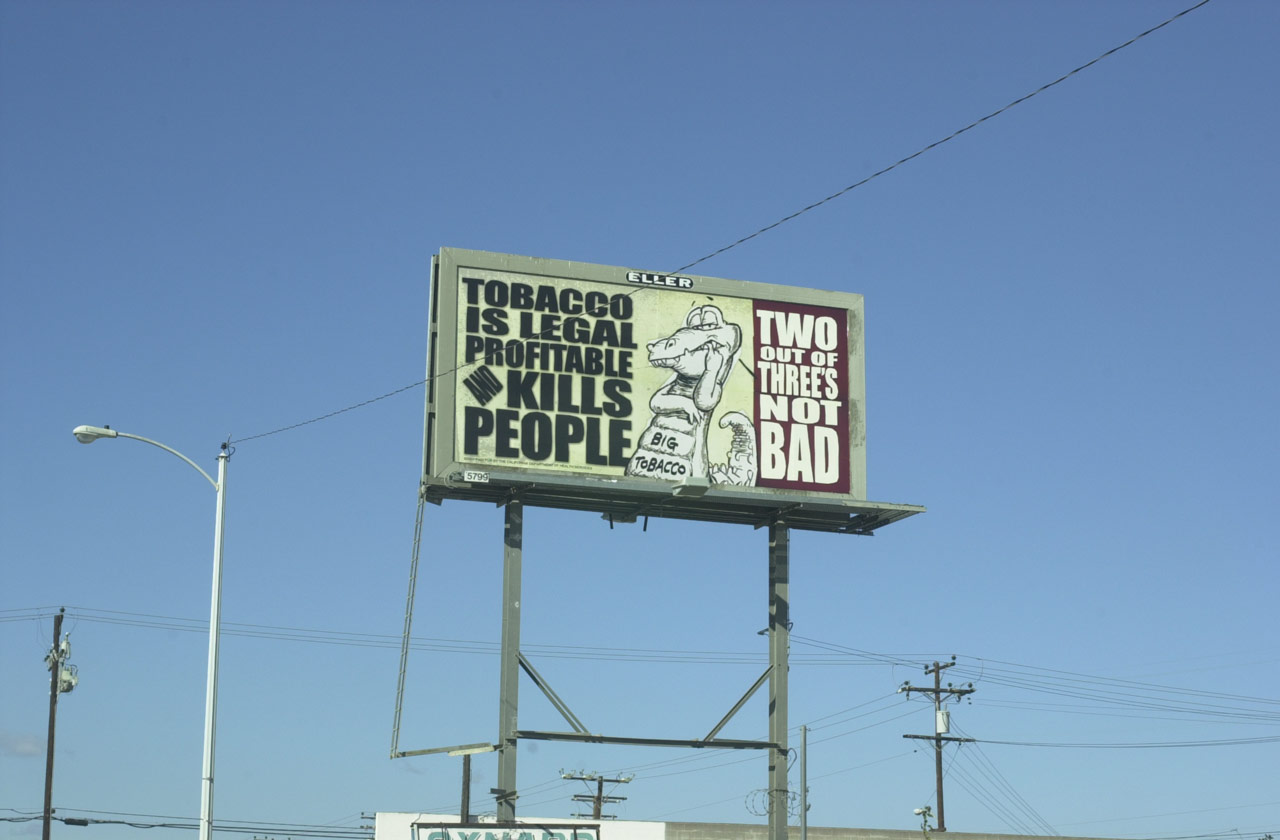 ELLER
TOBACCO
IS LEGAL
PROFITABLE
AND KILLS
PEOPLE
BIG
TOBACCO
TWO
OUT OF
THREE'S
NOT
BAD
5799